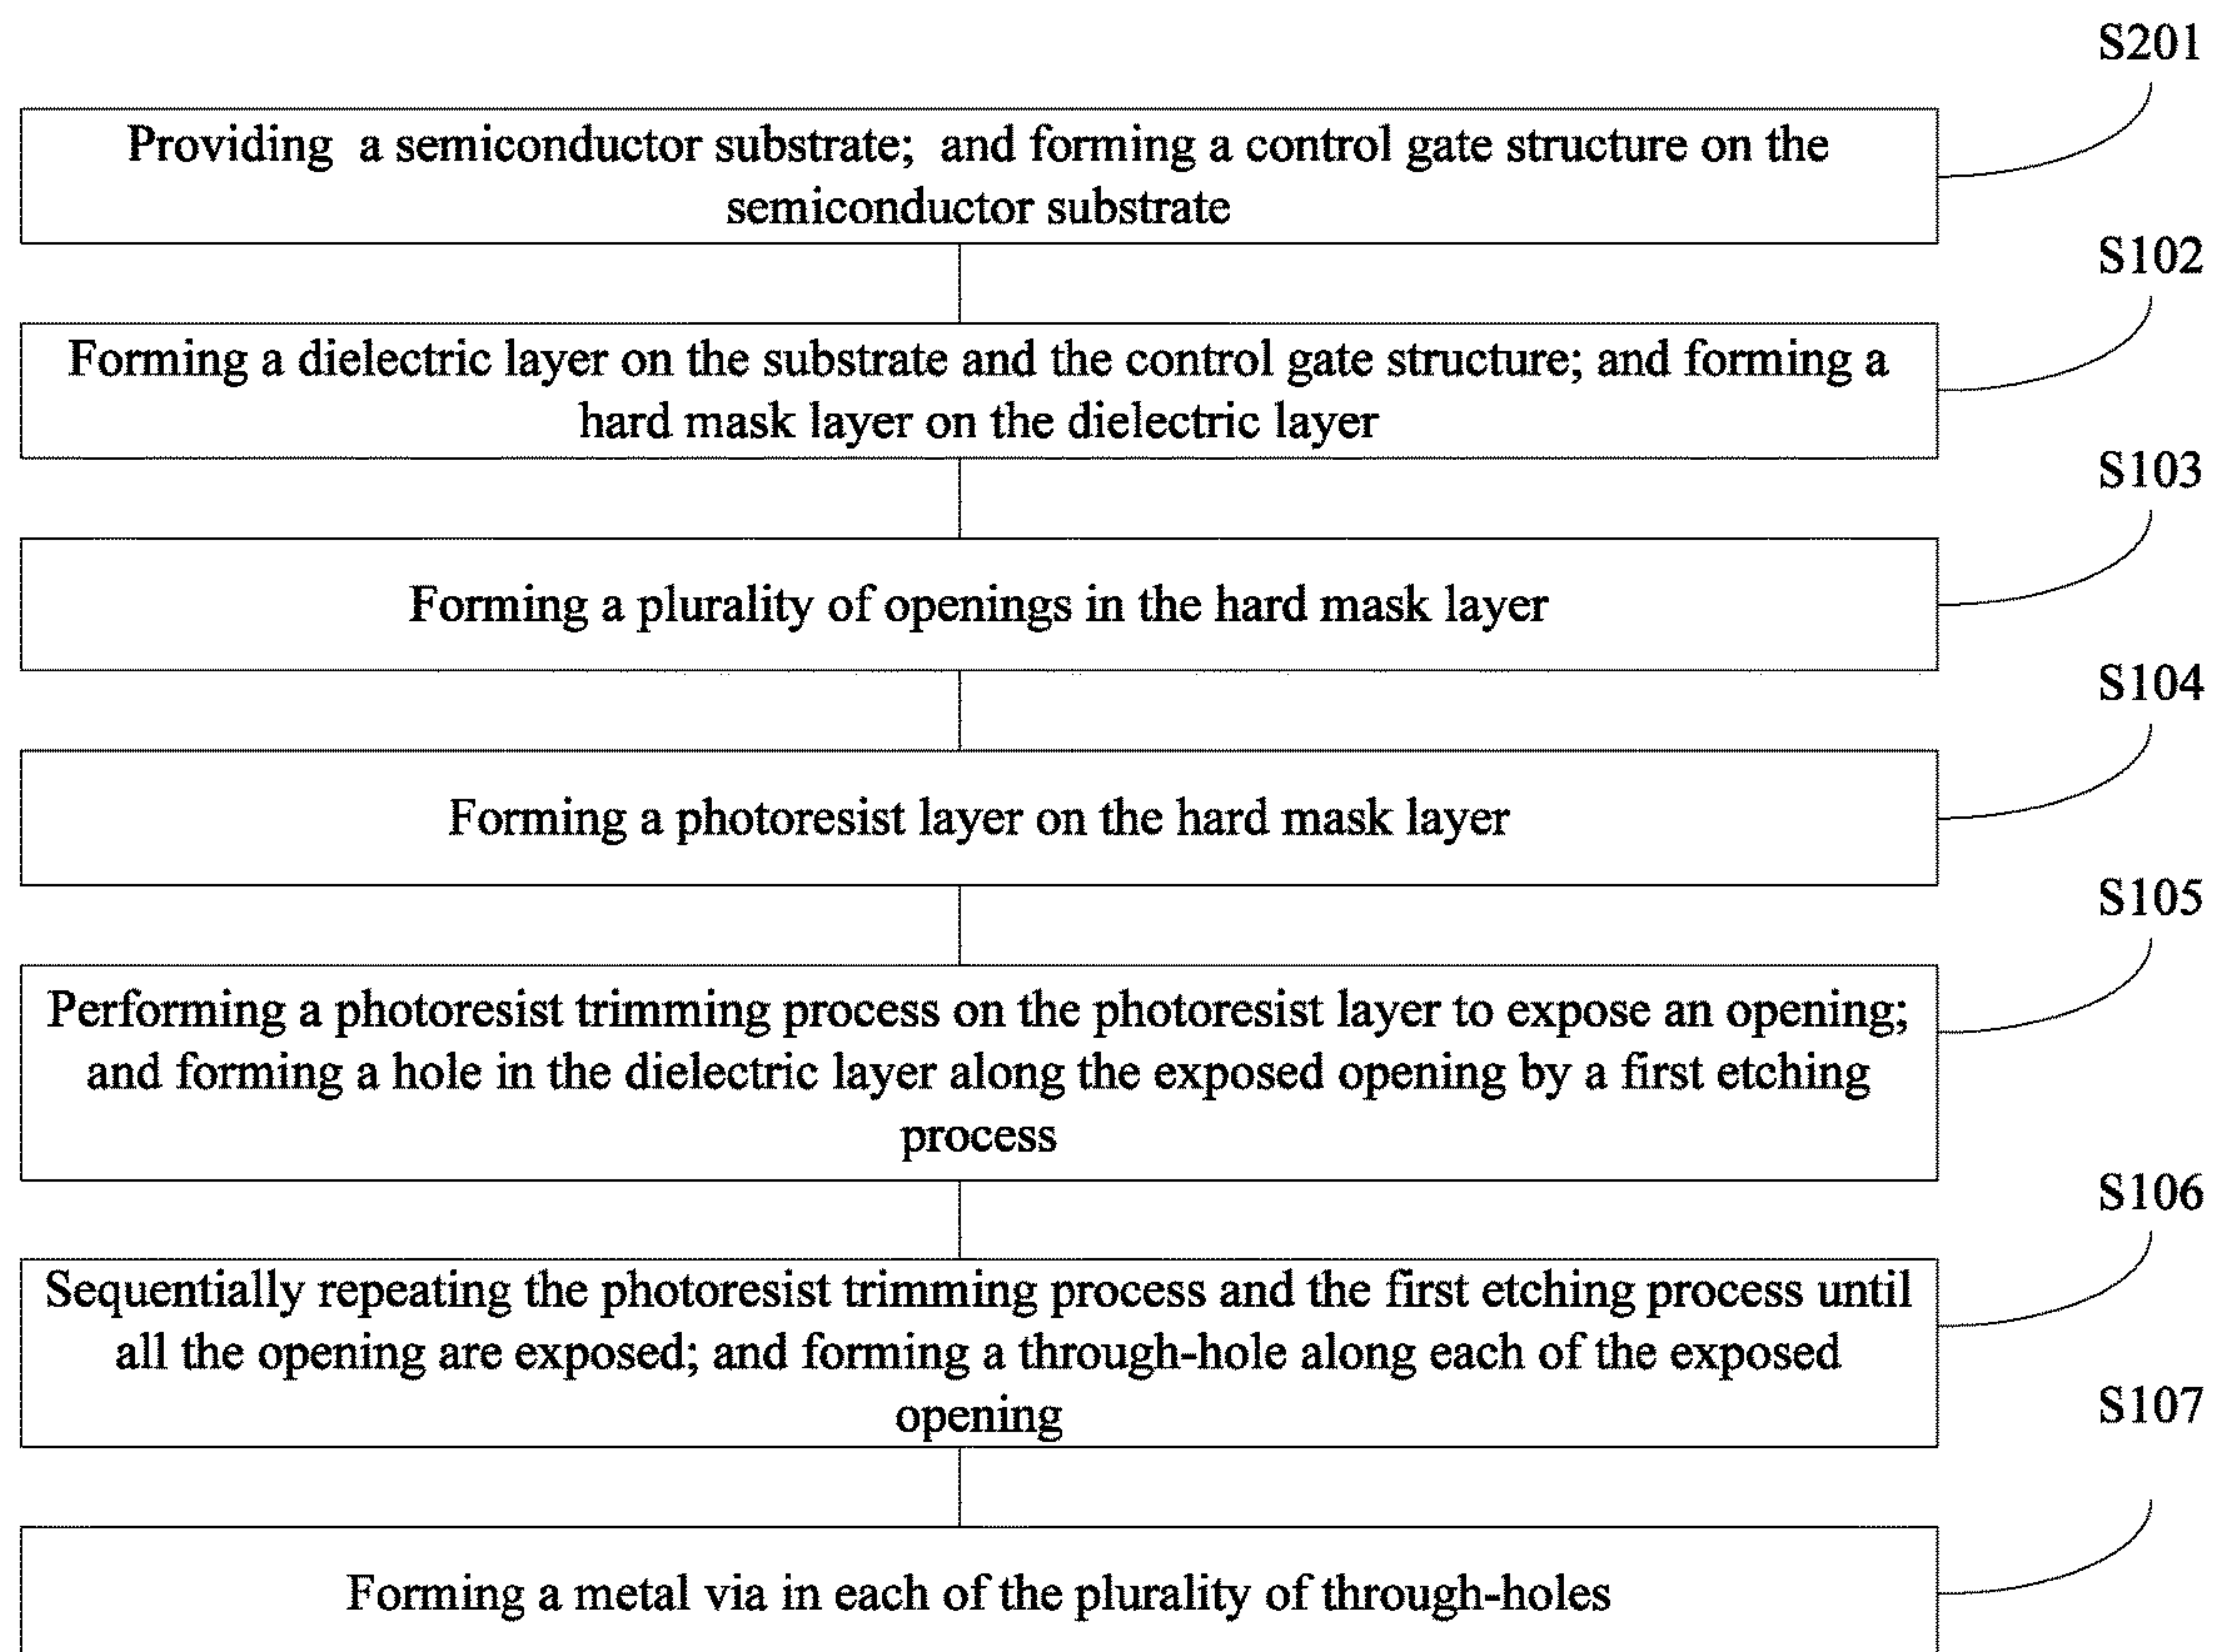 S201
Providing a semiconductor substrate; and forming a control gate structure on the
semiconductor substrate
S102
Forming a dielectric layer on the substrate and the control gate structure; and forming a
hard mask layer on the dielectric layer
S103
Forming a plurality of openings in the hard mask layer
S104
Forming a photoresist layer on the hard mask layer
S105
Performing a photoresist trimming process on the photoresist layer to expose an opening;
and forming a hole in the dielectric layer along the exposed opening by a first etching
process
S106
Sequentially repeating the photoresist trimming process and the first etching process until
all the opening are exposed; and forming a through-hole along each of the exposed
opening
S107
Forming a metal via in each of the plurality of through-holes